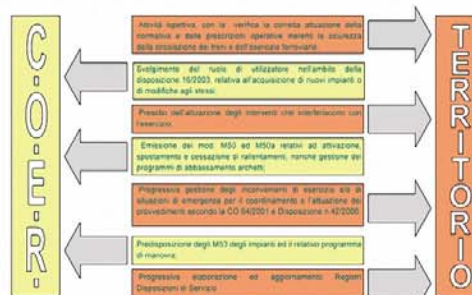 C.O.E.R.
Attività ispettiva, con la verifica la corretta attuazione della
normativa e delle prescrizioni operative inerenti la sicurezza
della circolazione dei treni e dell'esercizio ferroviario.
Svolgimento del ruolo di utilizzatore nell'ambito della
disposizione 16/2003, relativa all'acquisizione di nuovi impianti o
di modifiche agli stessi;
Presidio dell'attuazione degli interventi che interferiscono con
l'esercizio;
Emissione dei mod. M50 ed M50a relativi ad attivazione,
spostamento e cessazione di rallentamenti, nonché gestione dei
programmi di abbassamento archetti;
Progressiva gestione degli inconvenienti di esercizio e/o di
situazioni di emergenza per il coordinamento e l'attuazione dei
provvedimenti secondo la CO 64/2001 e Disposizione n.42/2006.
Predisposizione degli M53 degli impianti ed il relativo programma
di manovra;
Progressiva elaborazione ed aggiornamento Registri
Disposizioni di Servizio
TERRITORIO